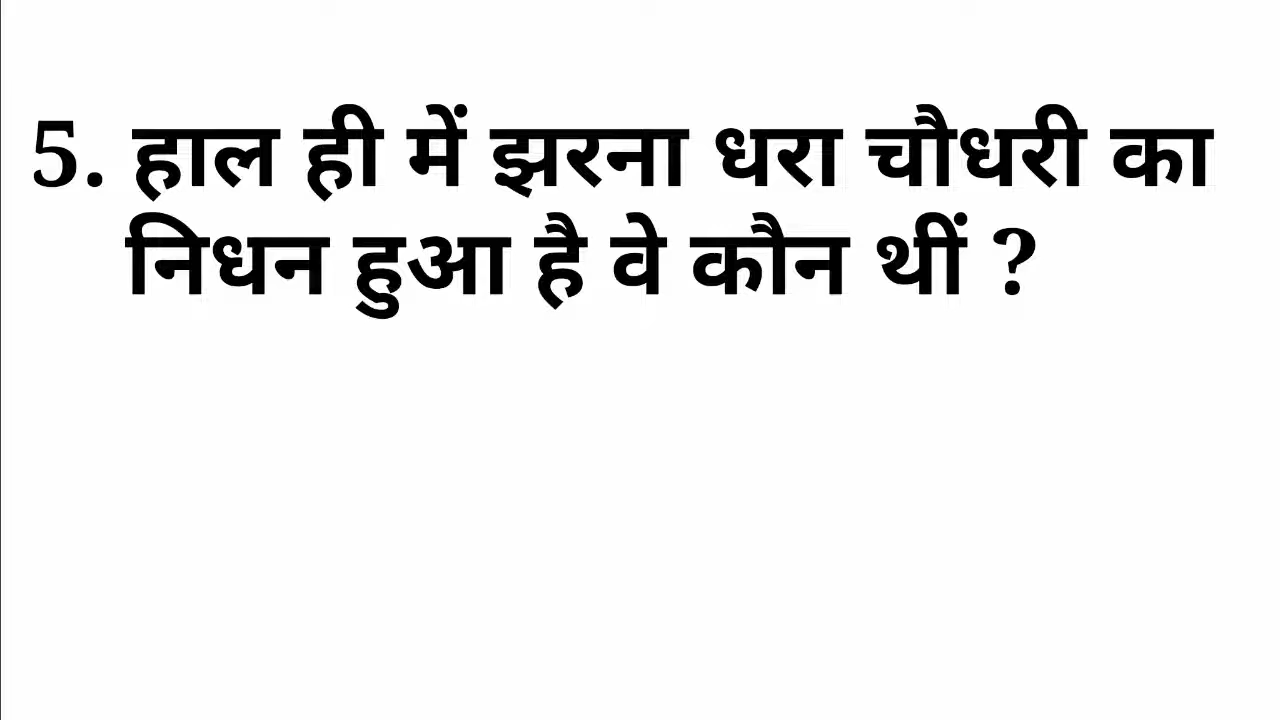 5. हाल ही में झरना धरा चौधरी का
निधन हुआ है वे कौन थीं ?